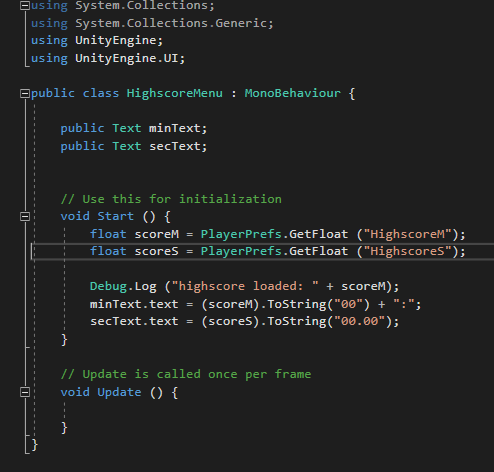 using System.Collections;
using System.Collections.Generic;
using UnityEngine;
using UnityEngine.UI;
public class HighscoreMenu : MonoBehaviour {
public Text minText;
public Text secText;
// Use this for initialization
void Start () {
float scoreM = PlayerPrefs.GetFloat ("HighscoreM");
float scoreS = PlayerPrefs.GetFloat ("HighscoreS");
Debug.Log ("highscore loaded: " + scoreM);
minText.text = (scoreM).ToString("00") + ":";
secText.text = (scoreS).ToString("00.00");
}
// Update is called once per frame
void Update () {
}
}